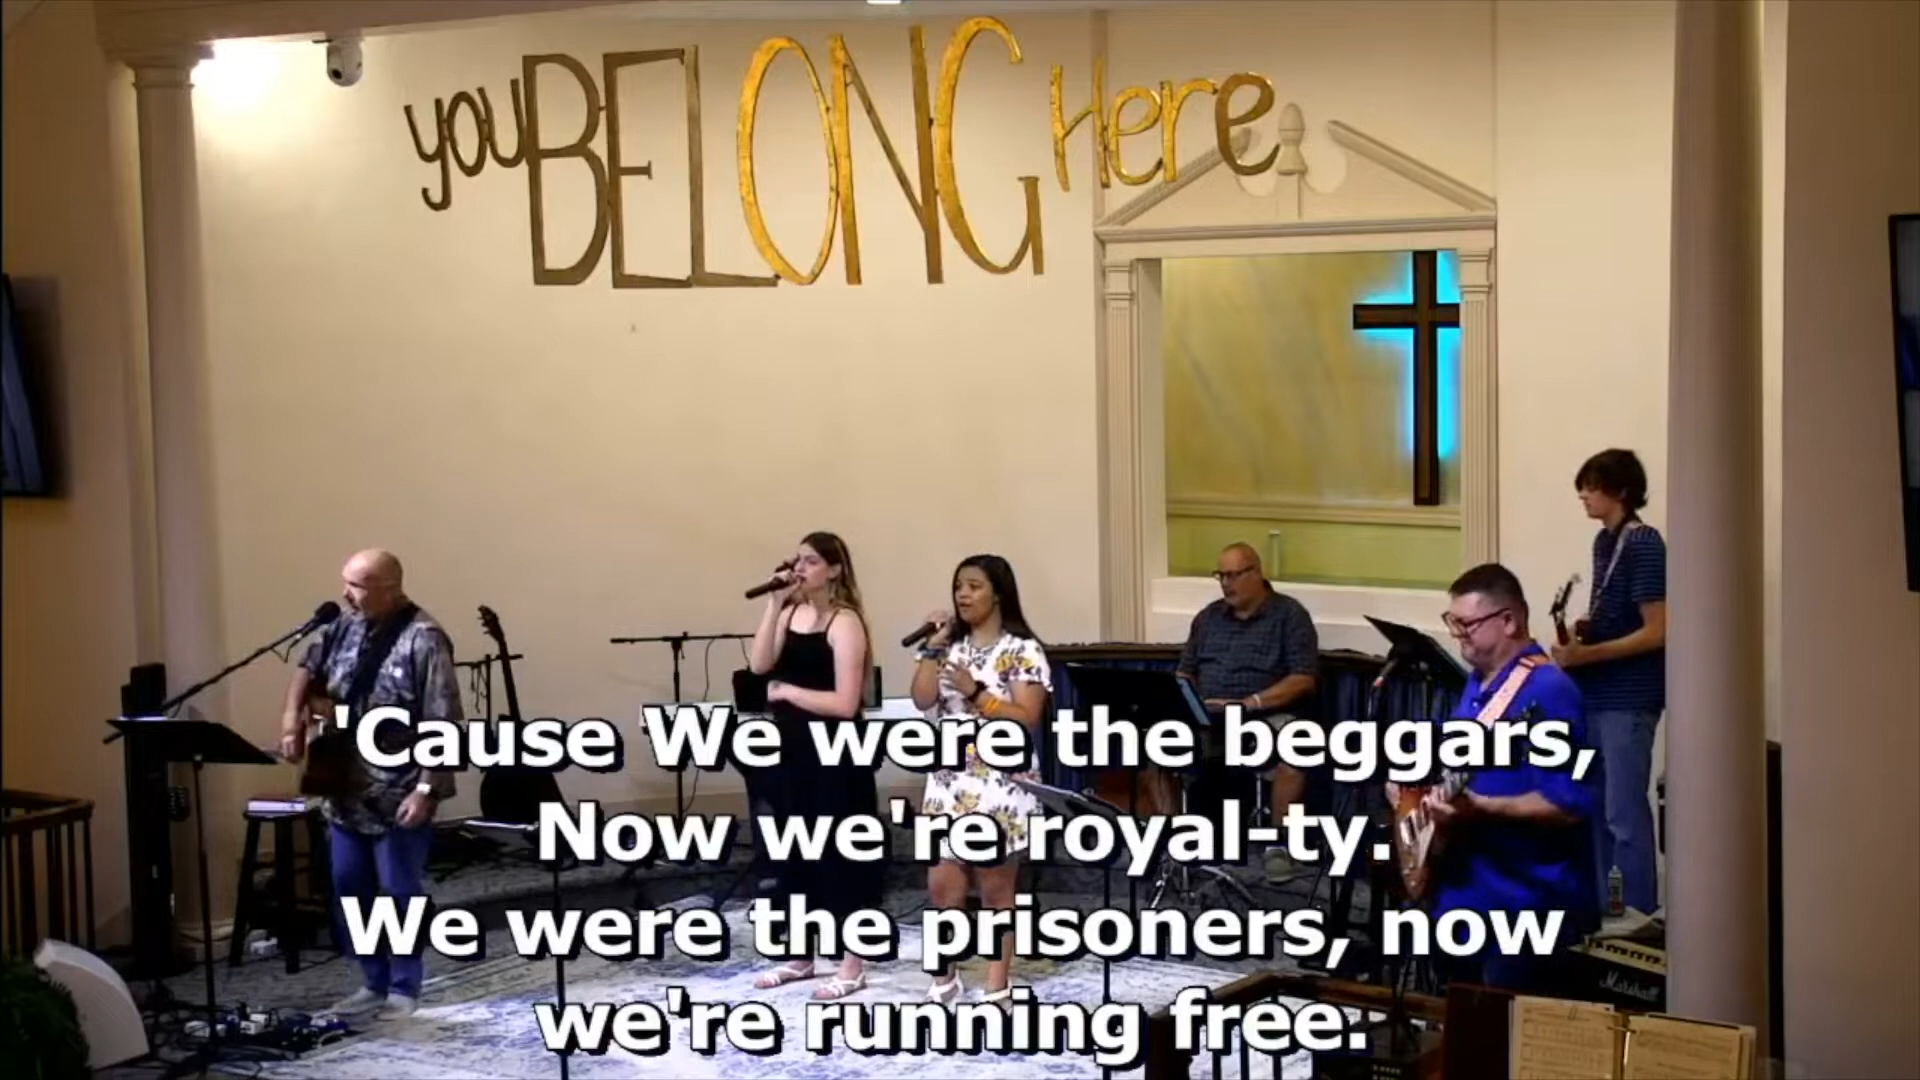 you BELONG Here
'Cause We were the beggars,
Now we're royal-ty.
We were the prisoners, now
we're running free.
Marshall